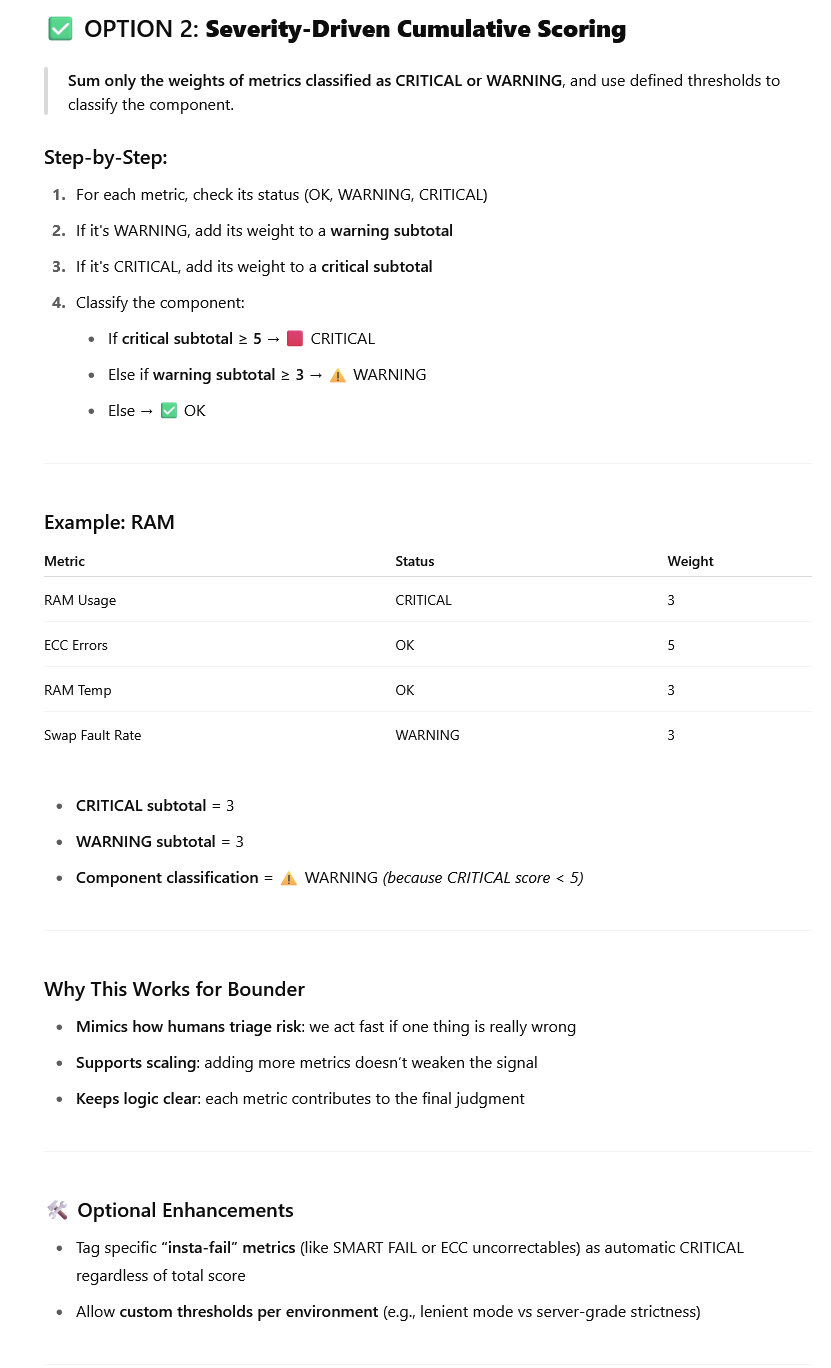 ✅ OPTION 2: Severity-Driven Cumulative Scoring
Sum only the weights of metrics classified as CRITICAL or WARNING, and use defined thresholds to
classify the component.
Step-by-Step:
1. For each metric, check its status (OK, WARNING, CRITICAL)
2. If it's WARNING, add its weight to a warning subtotal
3. If it's CRITICAL, add its weight to a critical subtotal
4. Classify the component:
• If critical subtotal ≥ 5 → 🟥 CRITICAL
• Else if warning subtotal ≥ 3 → ⚠️ WARNING
• Else → ✅ OK
Example: RAM
Metric Status Weight
RAM Usage CRITICAL 3
ECC Errors OK 5
RAM Temp OK 3
Swap Fault Rate WARNING 3
• CRITICAL subtotal = 3
• WARNING subtotal = 3
• Component classification = ⚠️ WARNING (because CRITICAL score < 5)
Why This Works for Bounder
• Mimics how humans triage risk: we act fast if one thing is really wrong
• Supports scaling: adding more metrics doesn’t weaken the signal
• Keeps logic clear: each metric contributes to the final judgment
🛠️ Optional Enhancements
• Tag specific “insta-fail” metrics (like SMART FAIL or ECC uncorrectables) as automatic CRITICAL
regardless of total score
• Allow custom thresholds per environment (e.g., lenient mode vs server-grade strictness)